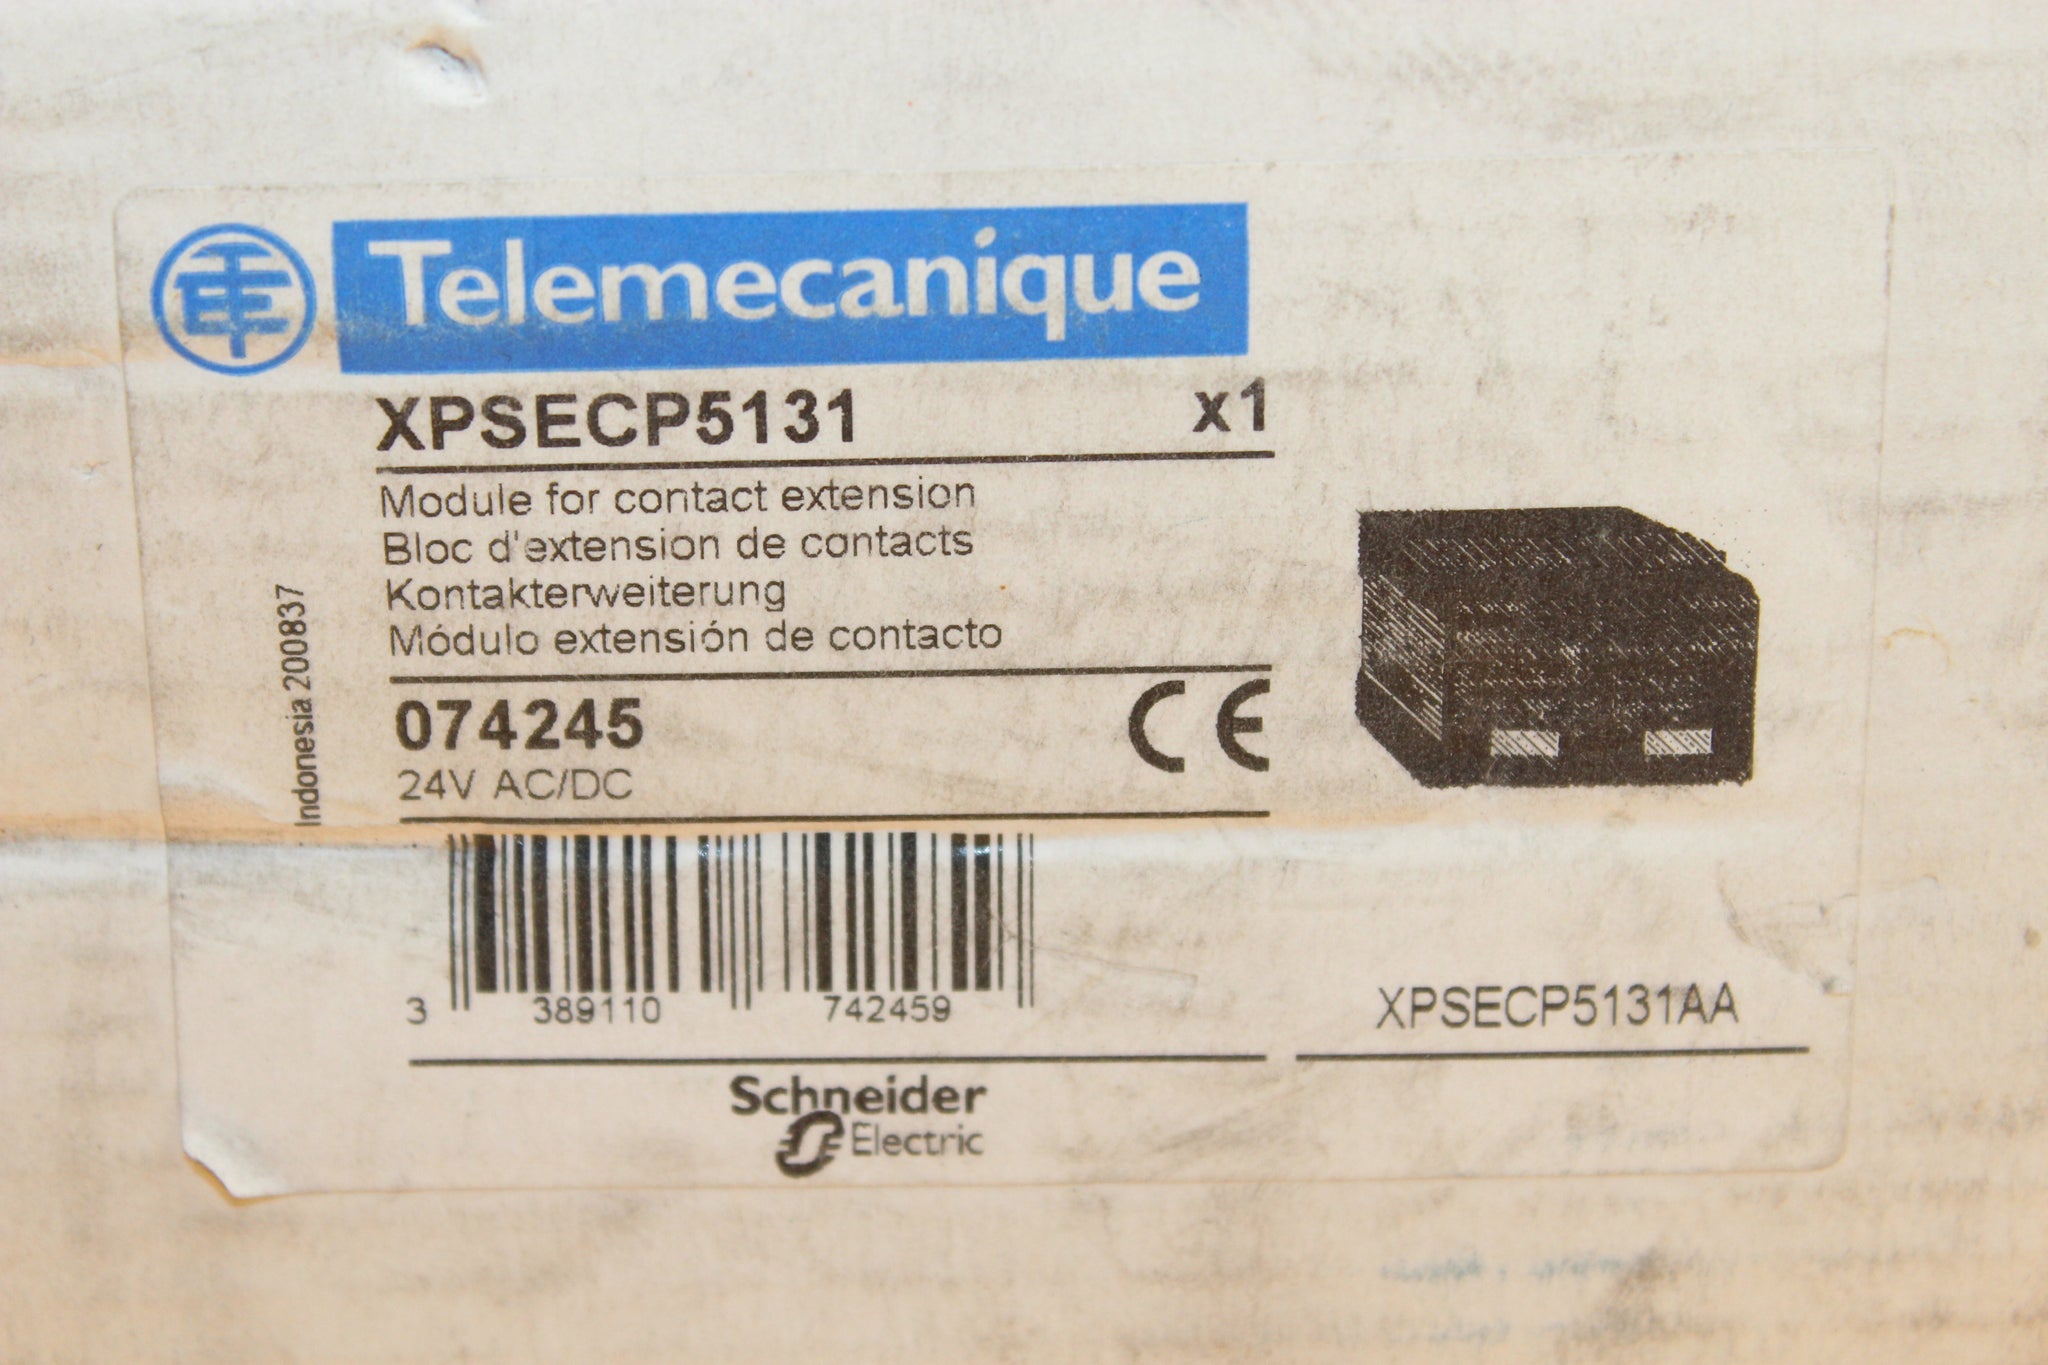 Telemecanique
XPSECP5131 x1
Module for contact extension
Bloc d'extension de contacts
Kontakterweiterung
Módulo extensión de contacto
Indonesia 200837
074245
24V AC/DC
CE
3 389110 742459
XPSECP5131AA
Schneider
Electric